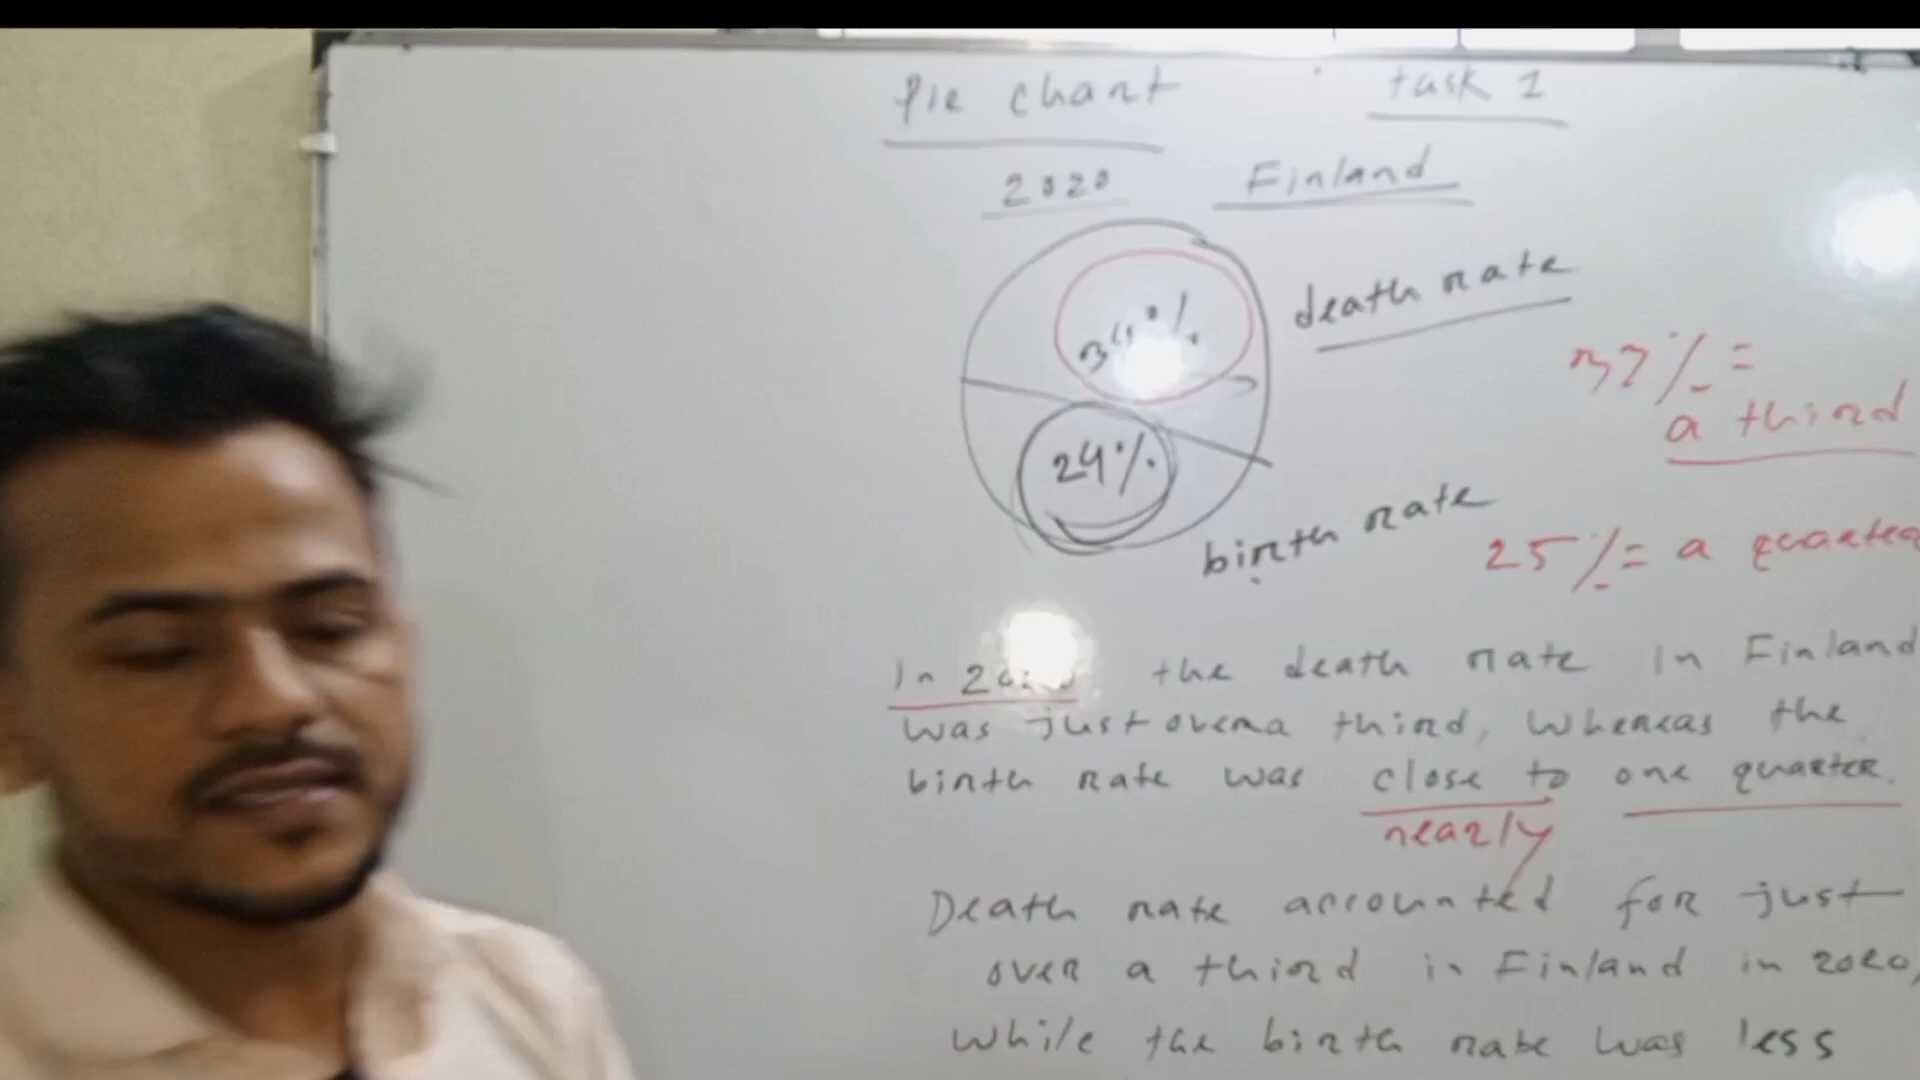 Pie chart task 1
2020 Finland
34%
death rate
33% =
a third
24%
birth rate
25% = a quarter
In the death rate in Finland
was just over a third, whereas the
birth rate was close to one quarter.
nearly
Death rate accounted for just
over a third in Finland in 2020,
while the birth rate was less